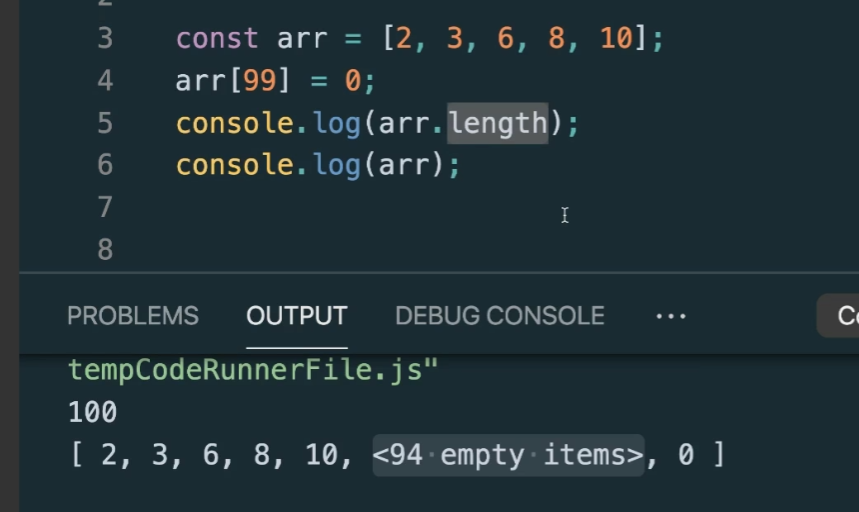 3 const arr = [2, 3, 6, 8, 10];
4 arr[99] = 0;
5 console.log(arr.length);
6 console.log(arr);
7
8
PROBLEMS OUTPUT DEBUG CONSOLE ...
tempCodeRunnerFile.js"
100
[ 2, 3, 6, 8, 10, <94·empty·items>, 0 ]